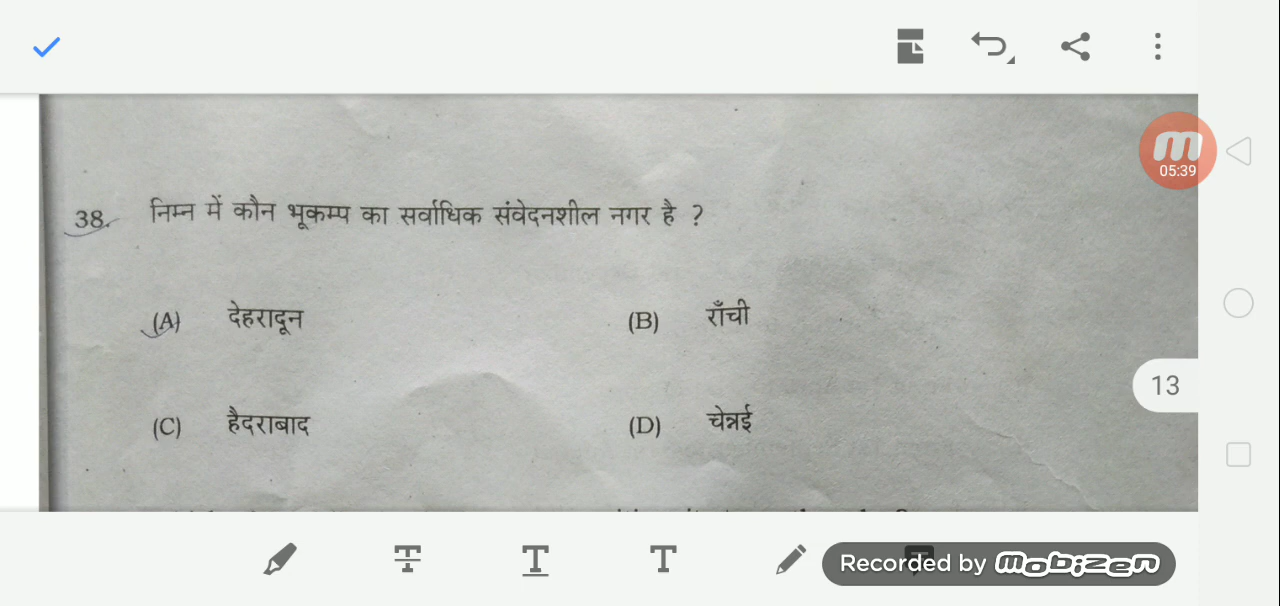 05:39
38. निम्न में कौन भूकम्प का सर्वाधिक संवेदनशील नगर है ?
(A) देहरादून (B) राँची
13
(C) हैदराबाद (D) चेन्नई
T T T
Recorded by mobizen